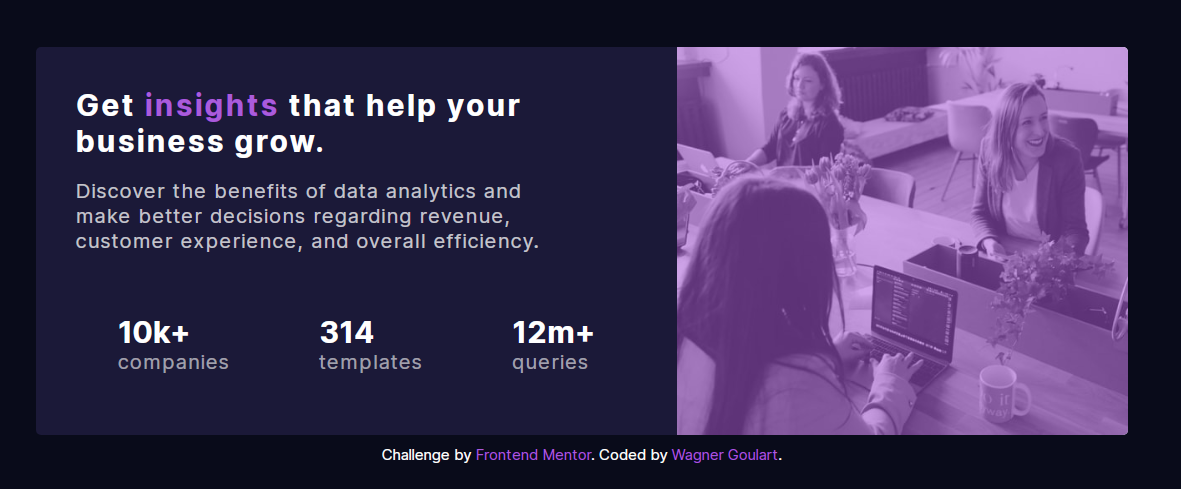 Get insights that help your
business grow.
Discover the benefits of data analytics and
make better decisions regarding revenue,
customer experience, and overall efficiency.
10k+ 314 12m+
companies templates queries
Challenge by Frontend Mentor. Coded by Wagner Goulart.